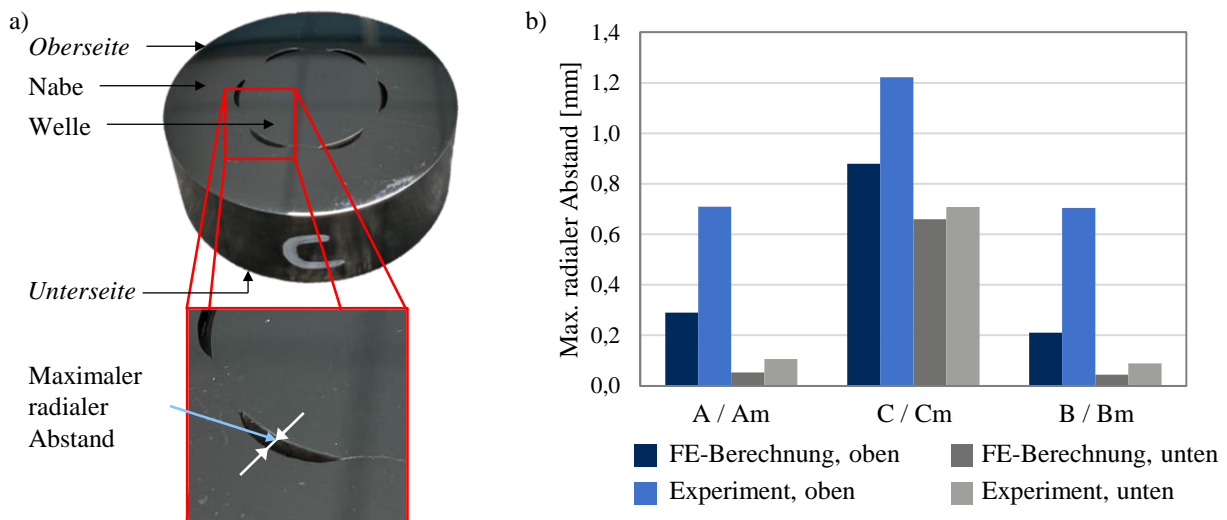 a)
Oberseite
Nabe
Welle
C
Unterseite
Maximaler
radialer
Abstand
b)
Max. radialer Abstand [mm]
1,4
1,2
1,0
0,8
0,6
0,4
0,2
0,0
A / Am
C / Cm
B / Bm
FE-Berechnung, oben
FE-Berechnung, unten
Experiment, oben
Experiment, unten